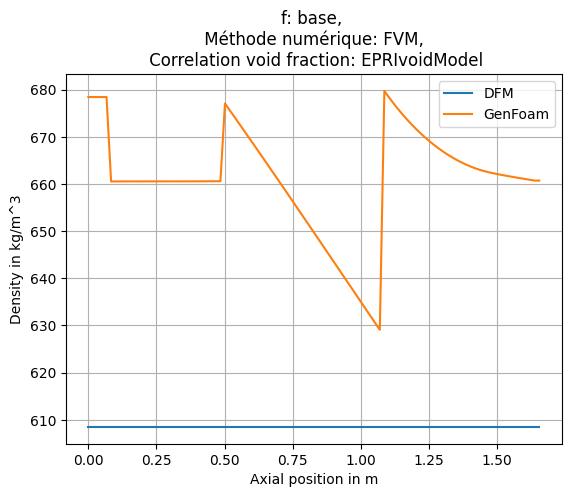 f: base,
Méthode numérique: FVM,
Correlation void fraction: EPRIvoidModel
DFM
GenFoam
Density in kg/m^3
680
670
660
650
640
630
620
610
0.00
0.25
0.50
0.75
1.00
1.25
1.50
Axial position in m